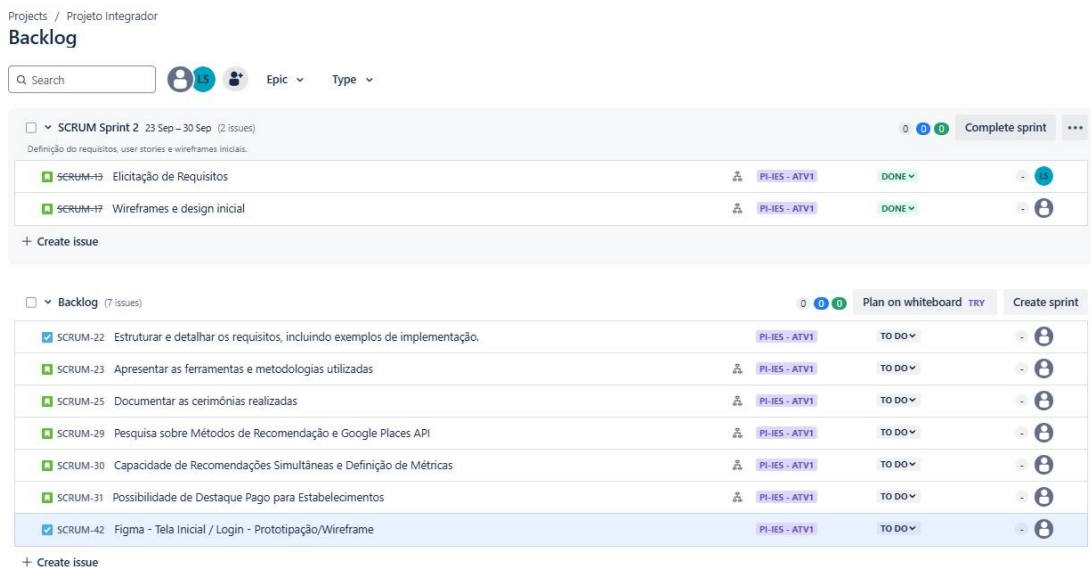 Projects / Projeto Integrador
Backlog
Search LS Epic Type
SCRUM Sprint 2 23 Sep – 30 Sep (2 issues) 0 0 0 Complete sprint •••
Definição do requisitos, user stories e wireframes iniciais.
SCRUM-13 Elicitação de Requisitos PI-IES - ATV1 DONE - LS
SCRUM-17 Wireframes e design inicial PI-IES - ATV1 DONE -
+ Create issue
Backlog (7 issues) 0 0 0 Plan on whiteboard TRY Create sprint
SCRUM-22 Estruturar e detalhar os requisitos, incluindo exemplos de implementação. PI-IES - ATV1 TO DO -
SCRUM-23 Apresentar as ferramentas e metodologias utilizadas PI-IES - ATV1 TO DO -
SCRUM-25 Documentar as cerimônias realizadas PI-IES - ATV1 TO DO -
SCRUM-29 Pesquisa sobre Métodos de Recomendação e Google Places API PI-IES - ATV1 TO DO -
SCRUM-30 Capacidade de Recomendações Simultâneas e Definição de Métricas PI-IES - ATV1 TO DO -
SCRUM-31 Possibilidade de Destaque Pago para Estabelecimentos PI-IES - ATV1 TO DO -
SCRUM-42 Figma - Tela Inicial / Login - Prototipação/Wireframe PI-IES - ATV1 TO DO -
+ Create issue